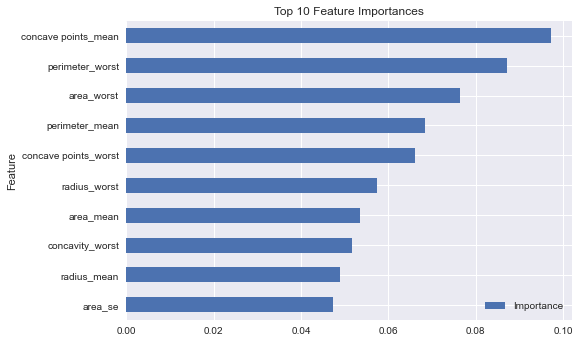 Top 10 Feature Importances
Feature
concave points_mean
perimeter_worst
area_worst
perimeter_mean
concave points_worst
radius_worst
area_mean
concavity_worst
radius_mean
area_se
Importance
0.00 0.02 0.04 0.06 0.08 0.10